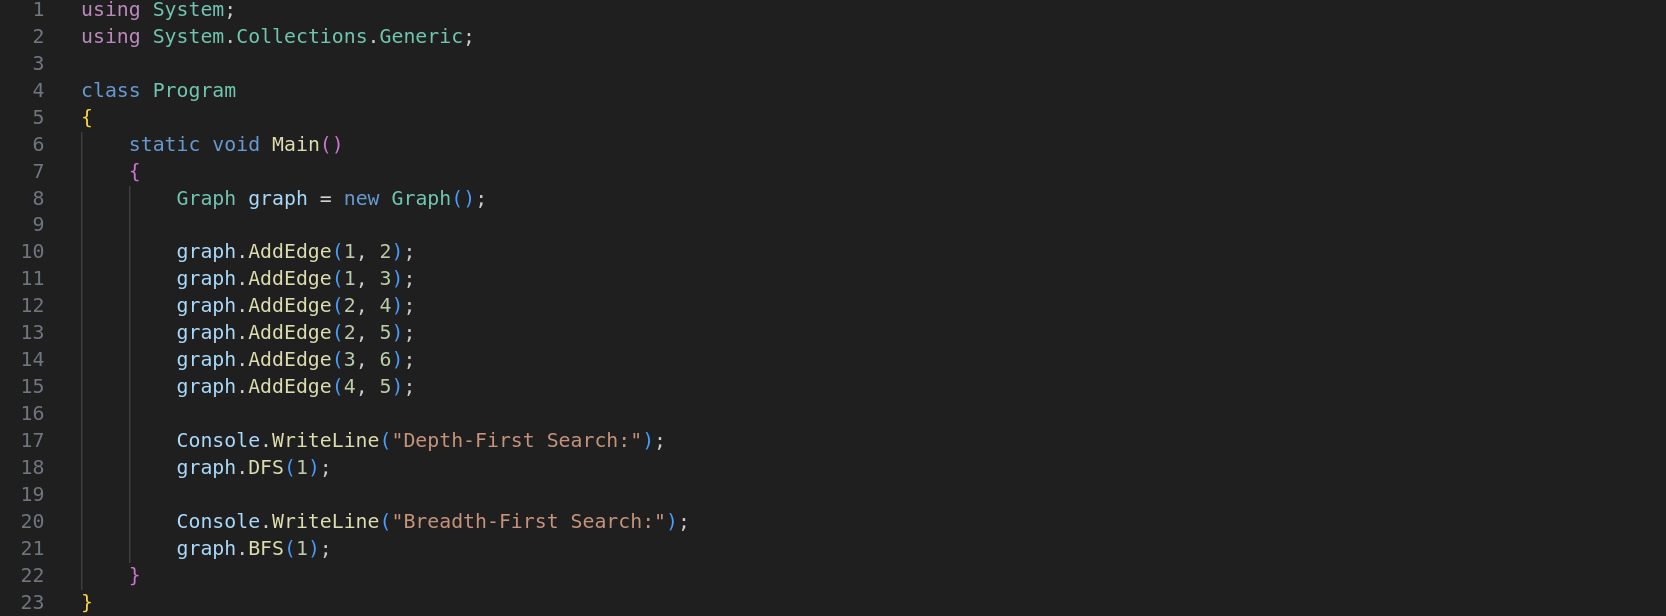 1 using System;
2 using System.Collections.Generic;
3
4 class Program
5 {
6     static void Main()
7     {
8         Graph graph = new Graph();
9
10         graph.AddEdge(1, 2);
11         graph.AddEdge(1, 3);
12         graph.AddEdge(2, 4);
13         graph.AddEdge(2, 5);
14         graph.AddEdge(3, 6);
15         graph.AddEdge(4, 5);
16
17         Console.WriteLine("Depth-First Search:");
18         graph.DFS(1);
19
20         Console.WriteLine("Breadth-First Search:");
21         graph.BFS(1);
22     }
23 }